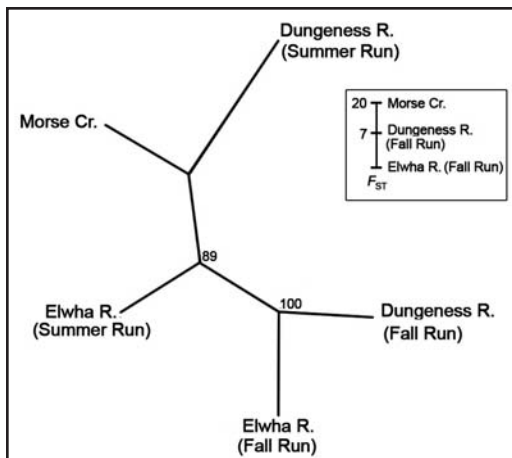 Dungeness R.
(Summer Run)
Morse Cr.
20 Morse Cr.
7 Dungeness R.
(Fall Run)
Elwha R. (Fall Run)
FST
89
Elwha R.
(Summer Run)
100
Dungeness R.
(Fall Run)
Elwha R.
(Fall Run)